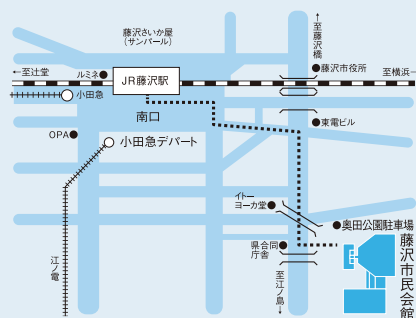 藤沢さいか屋
(サンパール)
←至辻堂
ルミネ
JR藤沢駅
↑至藤沢橋
藤沢市役所
至横浜→
小田急
南口
OPA
小田急デパート
東電ビル
イトー
ヨーカ堂
奥田公園駐車場
県合同
庁舎
藤沢市民会館
江ノ電
至江ノ島↓